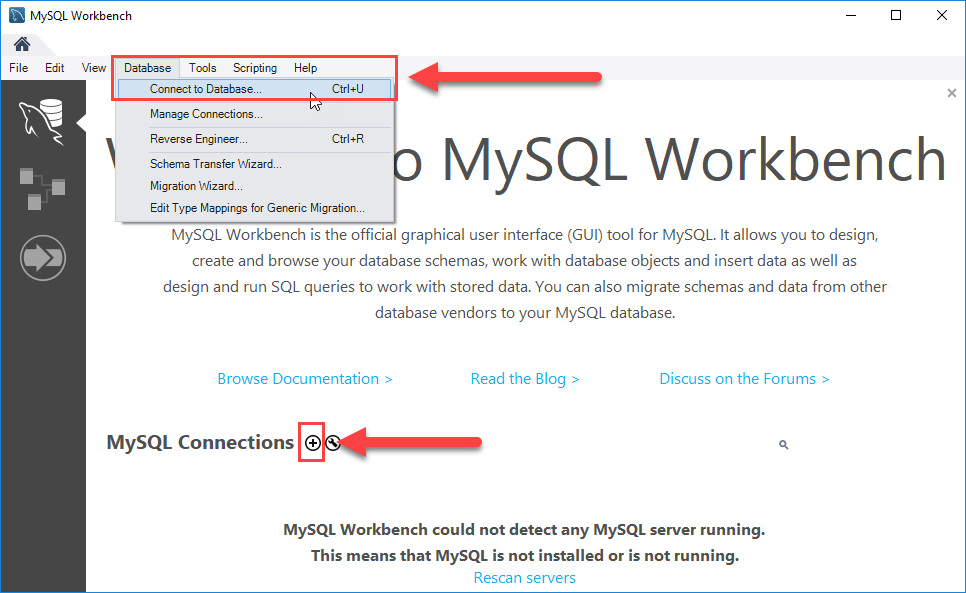 MySQL Workbench
File Edit View Database Tools Scripting Help
Connect to Database... Ctrl+U
Manage Connections...
Reverse Engineer... Ctrl+R
Schema Transfer Wizard...
Migration Wizard...
Edit Type Mappings for Generic Migration...
o MySQL Workbench
MySQL Workbench is the official graphical user interface (GUI) tool for MySQL. It allows you to design,
create and browse your database schemas, work with database objects and insert data as well as
design and run SQL queries to work with stored data. You can also migrate schemas and data from other
database vendors to your MySQL database.
Browse Documentation > Read the Blog > Discuss on the Forums >
MySQL Connections
MySQL Workbench could not detect any MySQL server running.
This means that MySQL is not installed or is not running.
Rescan servers